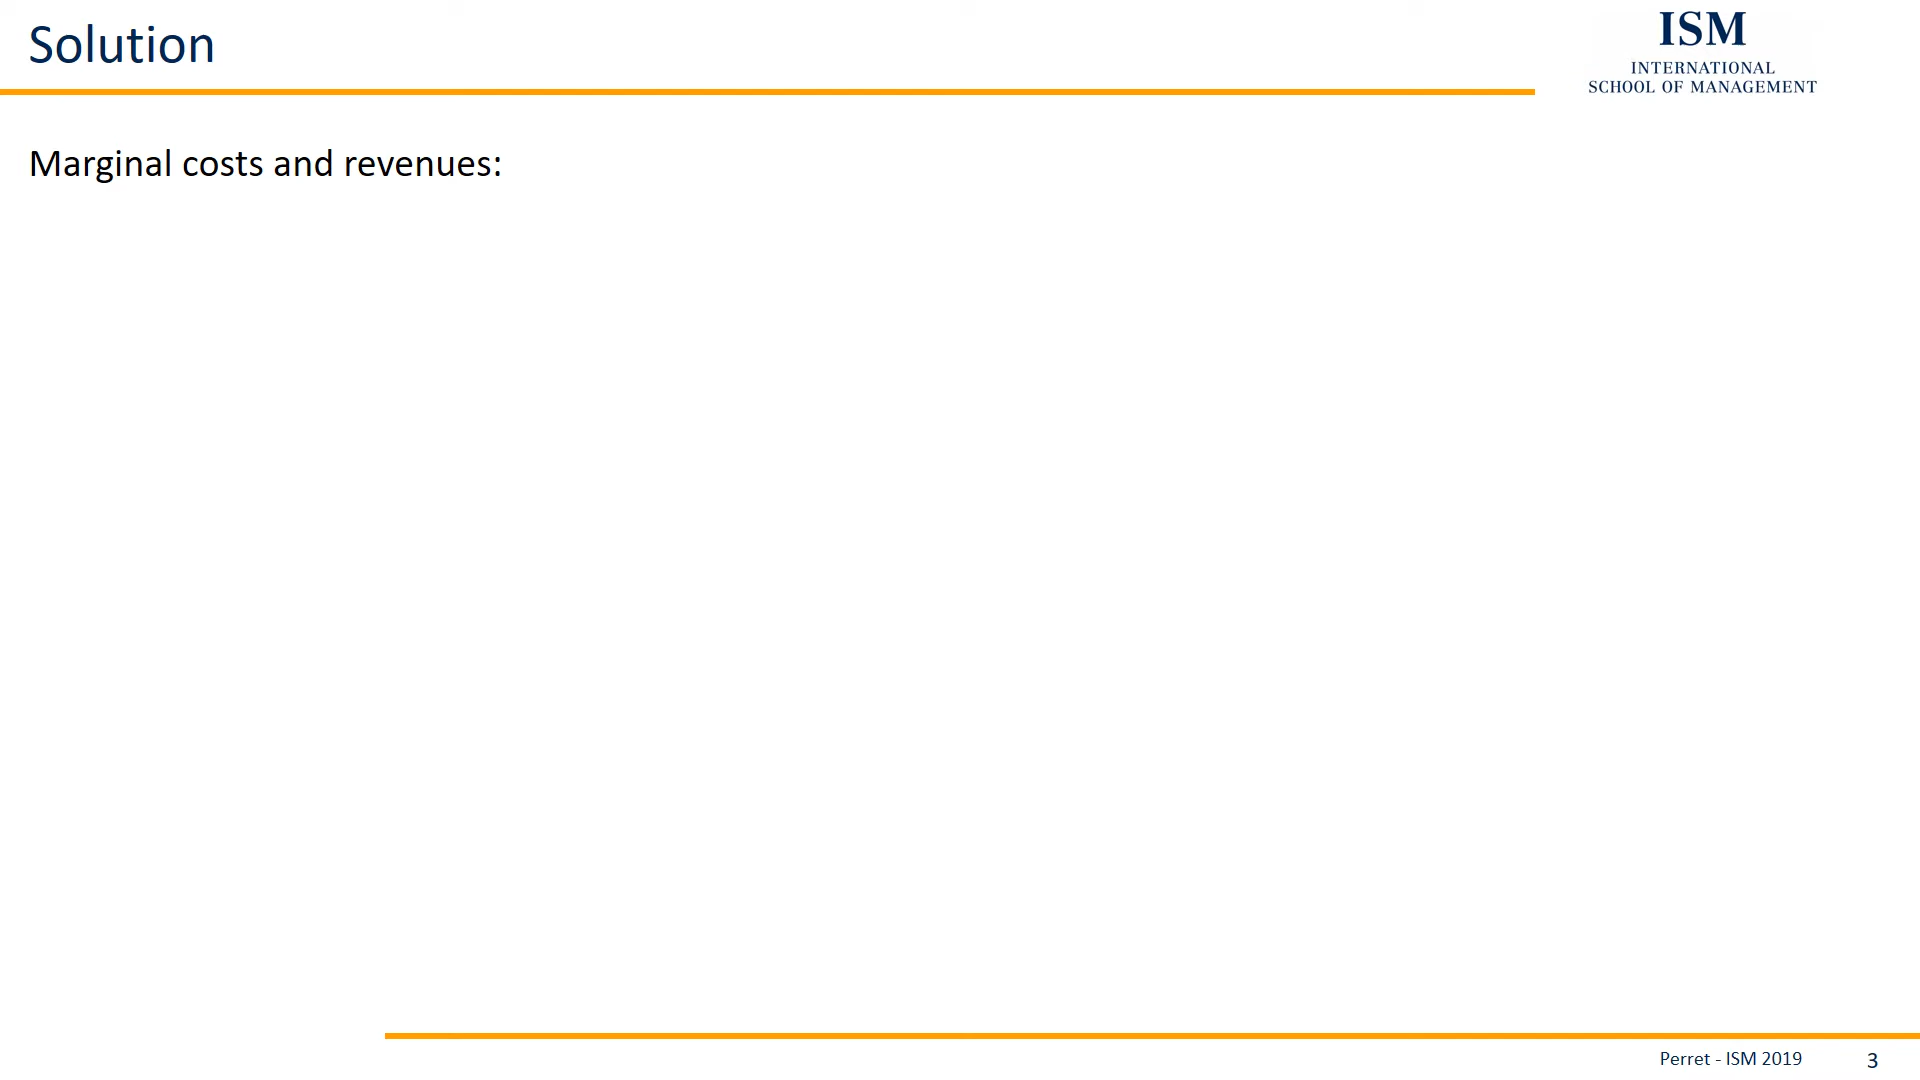 Solution
ISM
INTERNATIONAL
SCHOOL OF MANAGEMENT
Marginal costs and revenues:
Perret - ISM 2019
3